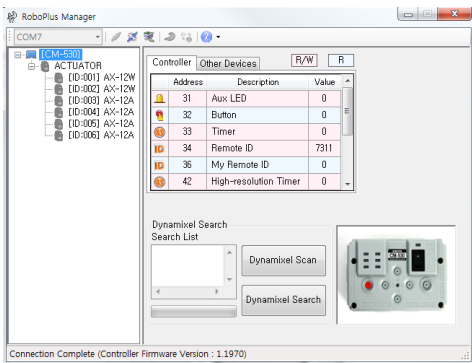 RoboPlus Manager
COM7
[CM-530]
ACTUATOR
[ID:001] AX-12W
[ID:002] AX-12W
[ID:003] AX-12A
[ID:004] AX-12A
[ID:005] AX-12A
[ID:006] AX-12A
Controller Other Devices R/W R
Address Description Value
31 Aux LED 0
32 Button 0
33 Timer 0
34 Remote ID 7311
36 My Remote ID 0
42 High-resolution Timer 0
Dynamixel Search
Search List
Dynamixel Scan
Dynamixel Search
CM-530
Connection Complete (Controller Firmware Version : 1.1970)